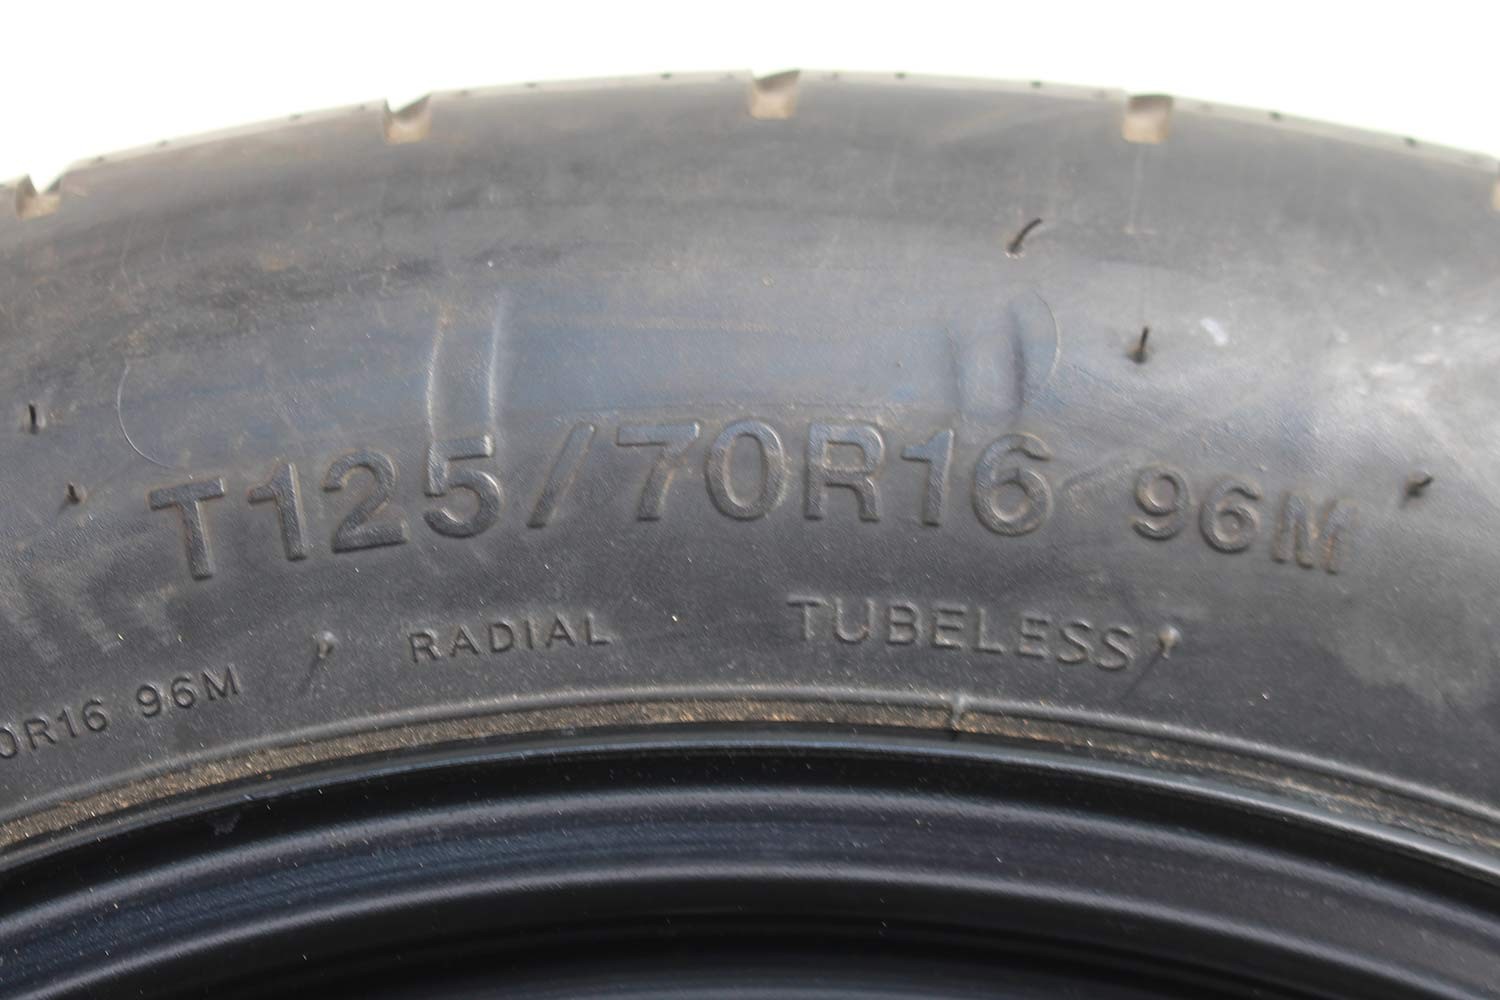 T125/70R16 96M
RADIAL TUBELESS
0R16 96M